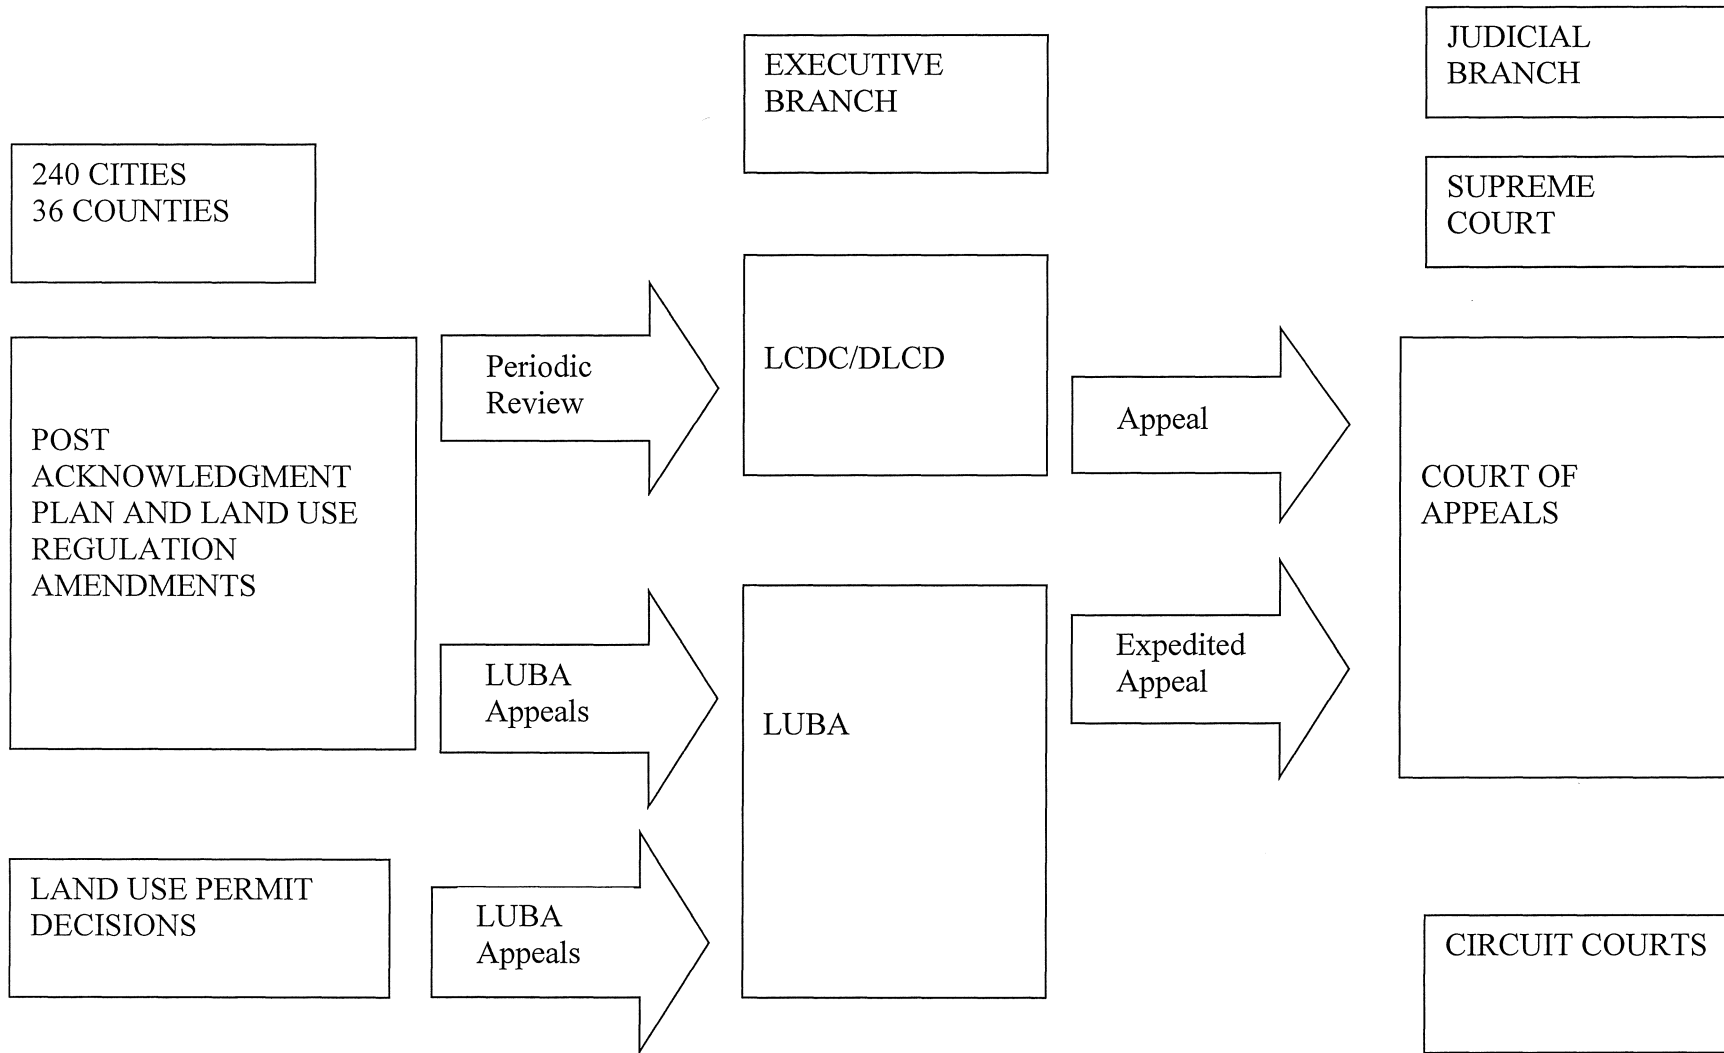 240 CITIES
36 COUNTIES
POST
ACKNOWLEDGMENT
PLAN AND LAND USE
REGULATION
AMENDMENTS
LAND USE PERMIT
DECISIONS
Periodic
Review
LUBA
Appeals
LUBA
Appeals
EXECUTIVE
BRANCH
LCDC/DLCD
LUBA
Appeal
Expedited
Appeal
JUDICIAL
BRANCH
SUPREME
COURT
COURT OF
APPEALS
CIRCUIT COURTS